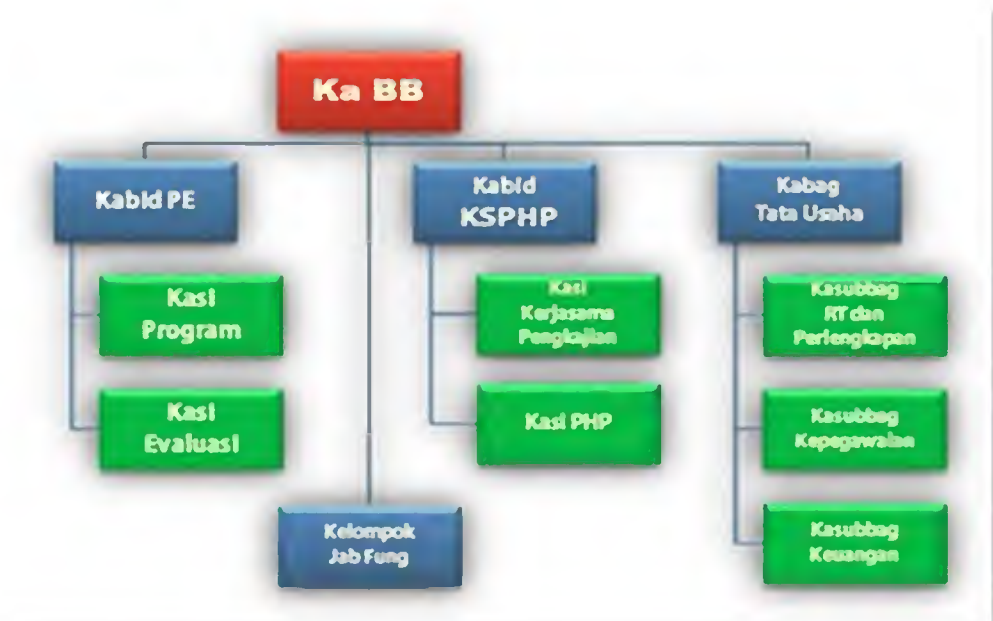 Ka BB
Kabid PE
Kasi
Program
Kasi
Evaluasi
Kelompok
Jab Fung
Kabid
KSPHP
Kasi
Kerjasama
Pengkajian
Kasi PHP
Kabag
Tata Usaha
Kasubbag
RT dan
Perlengkapan
Kasubbag
Kepegawaian
Kasubbag
Keuangan